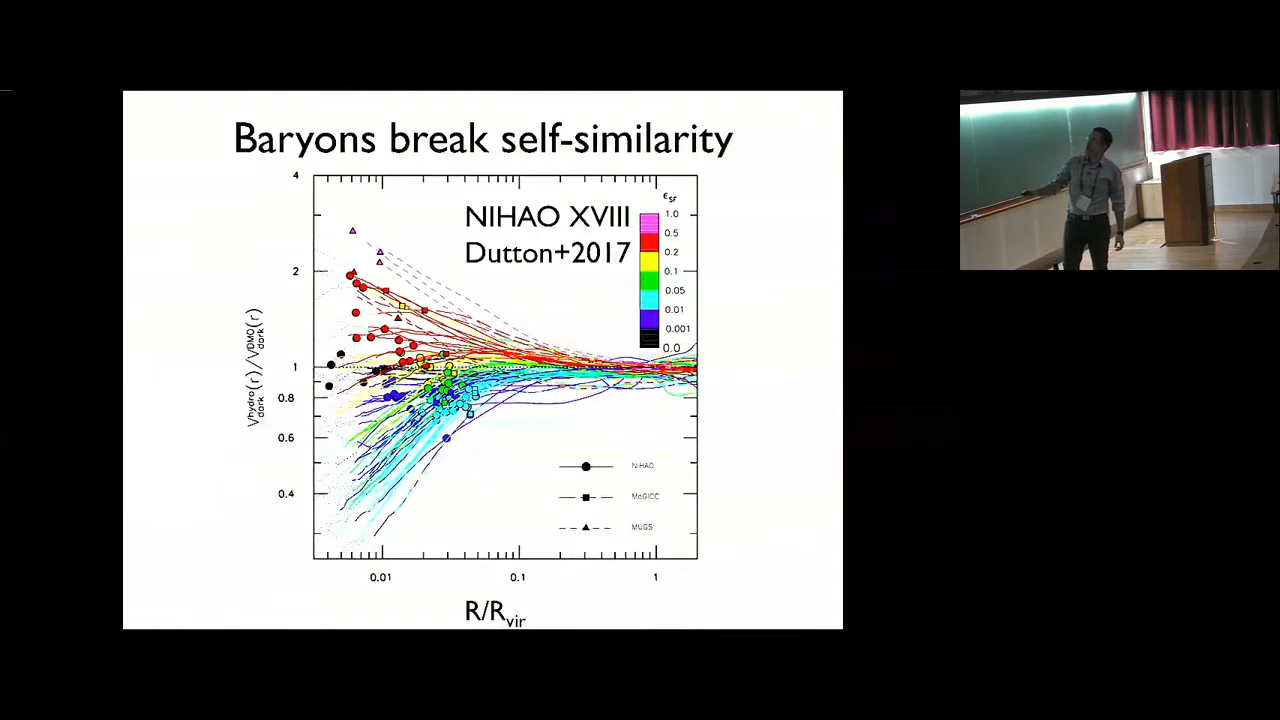 Baryons break self-similarity
NIHAO XVIII
Dutton+2017
ϵSF
1.0
0.5
0.2
0.1
0.05
0.01
0.001
0.0
4
2
1
0.8
0.6
0.4
V^hydro_dark(r)/V^DMO_dark(r)
NIHAO
MaGICC
MUGS
0.01
0.1
1
R/Rvir